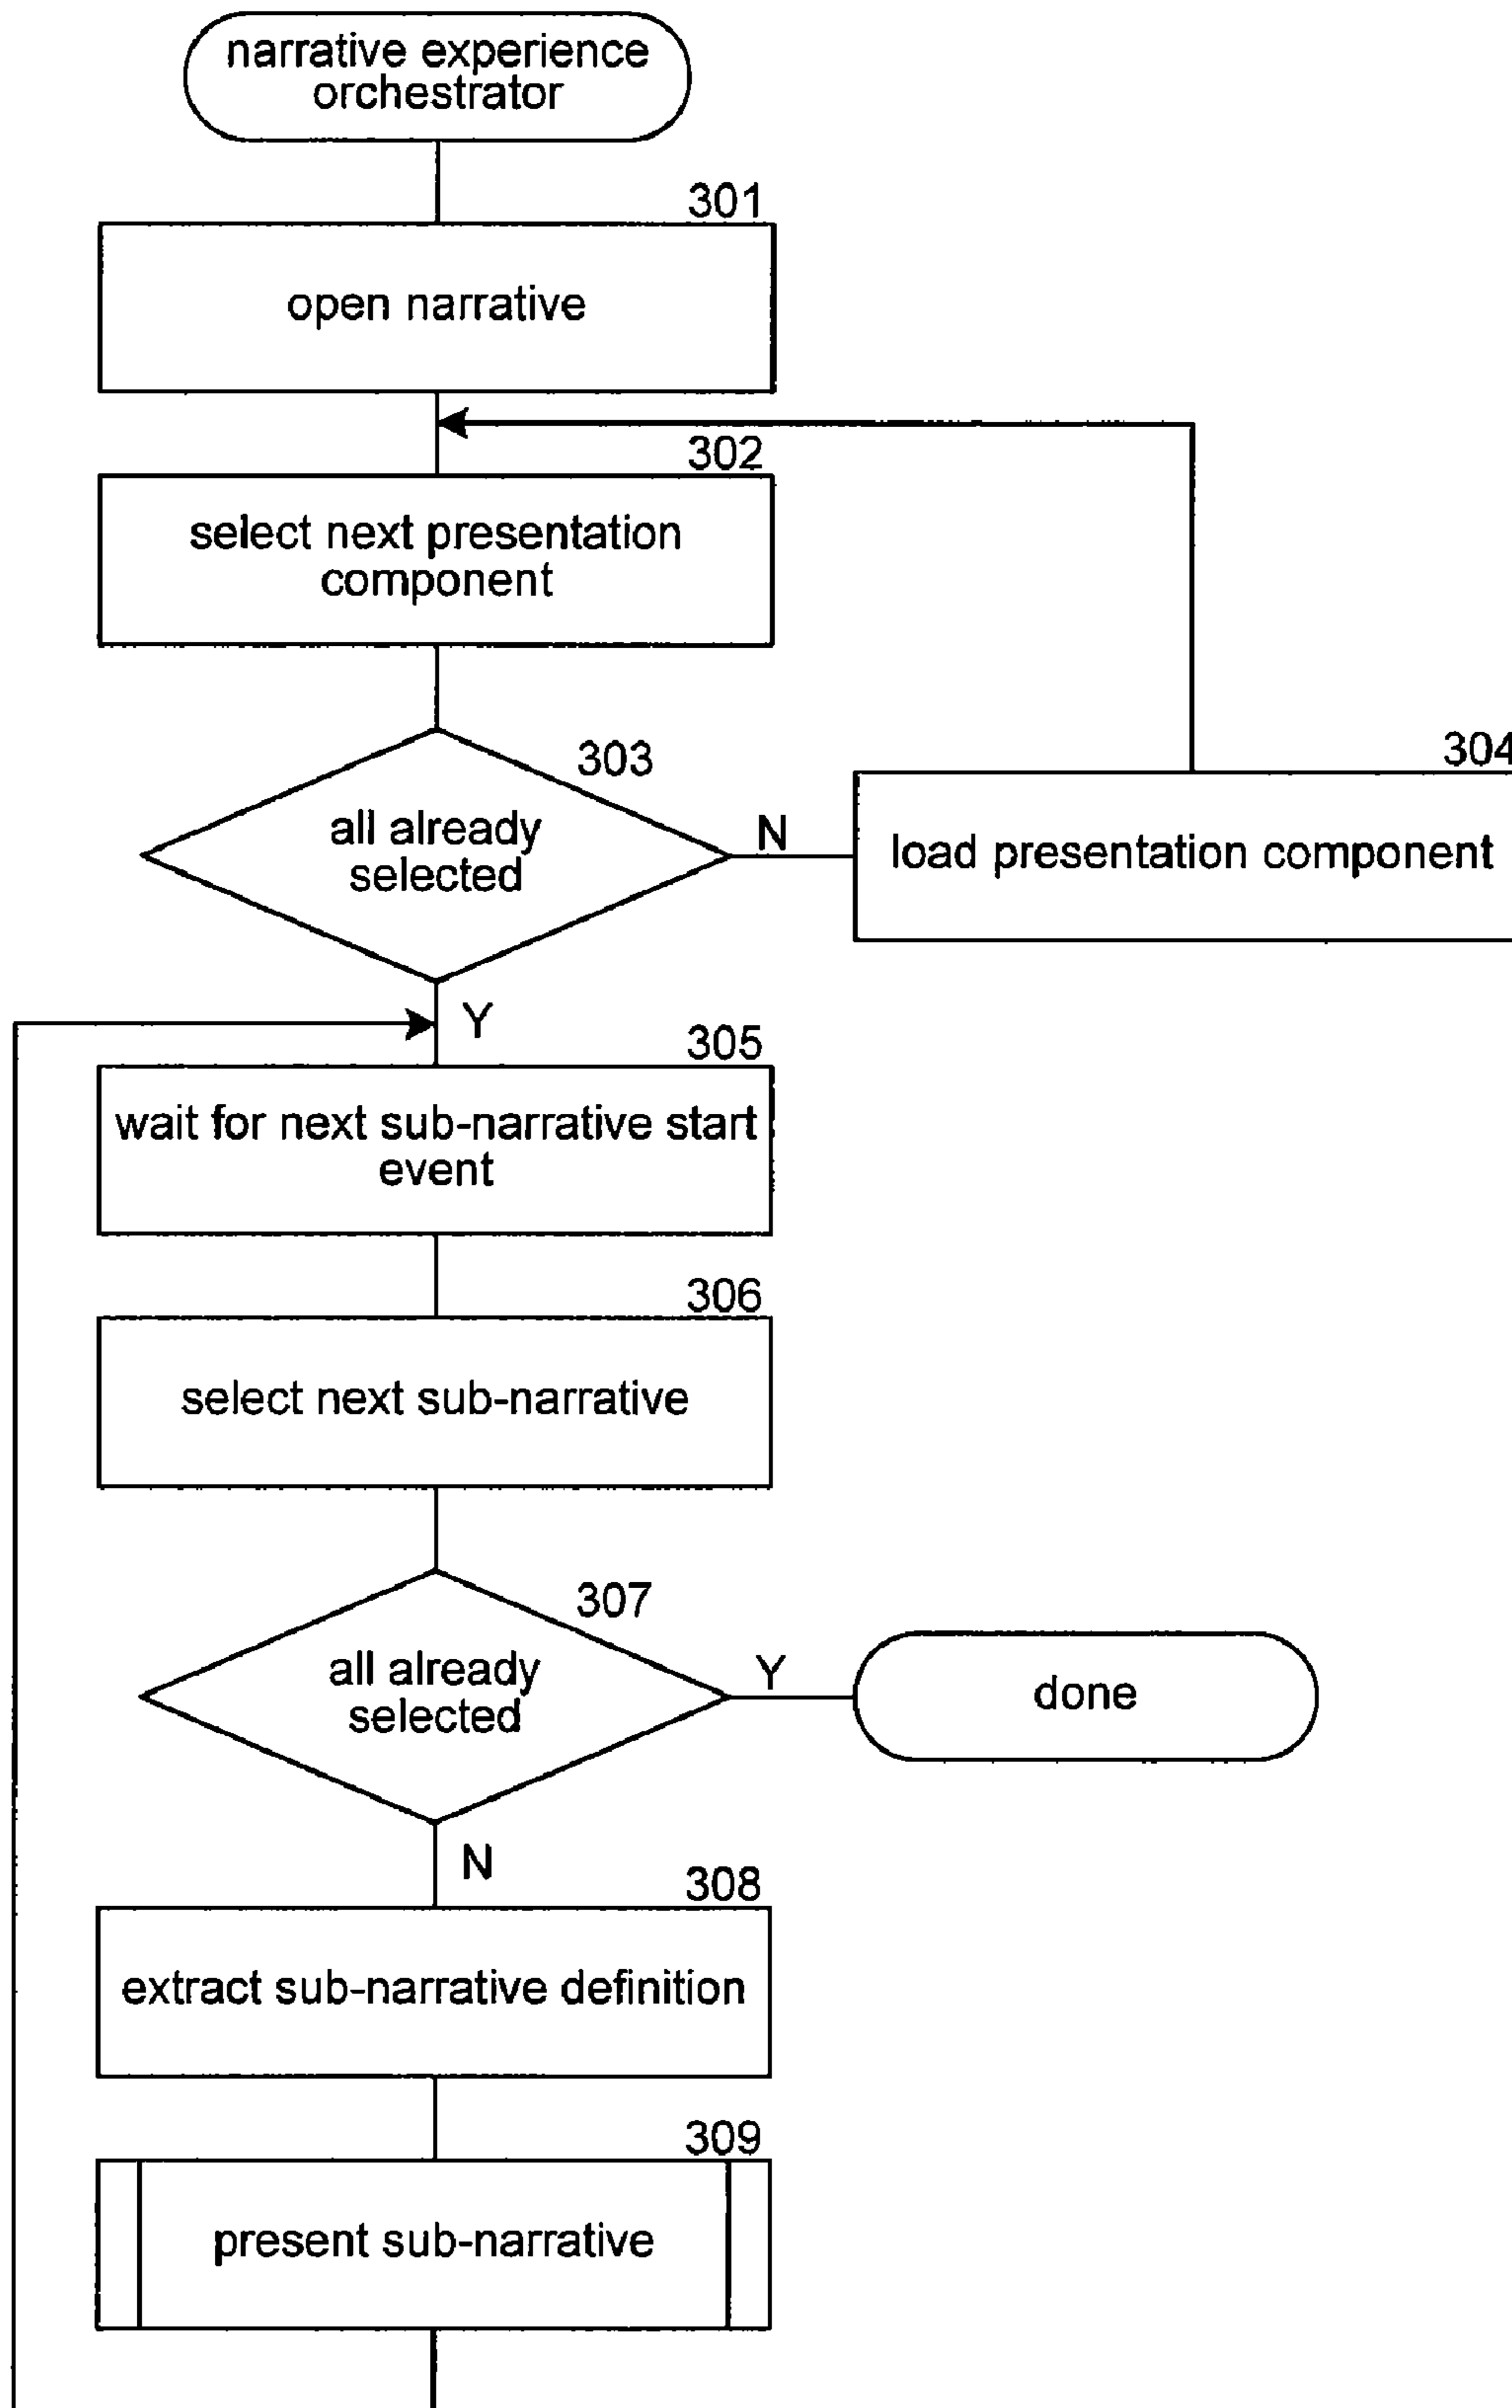 narrative experience
orchestrator
301
open narrative
302
select next presentation
component
303
all already
selected
N
304
load presentation component
Y
305
wait for next sub-narrative start
event
306
select next sub-narrative
307
all already
selected
Y
done
N
308
extract sub-narrative definition
309
present sub-narrative